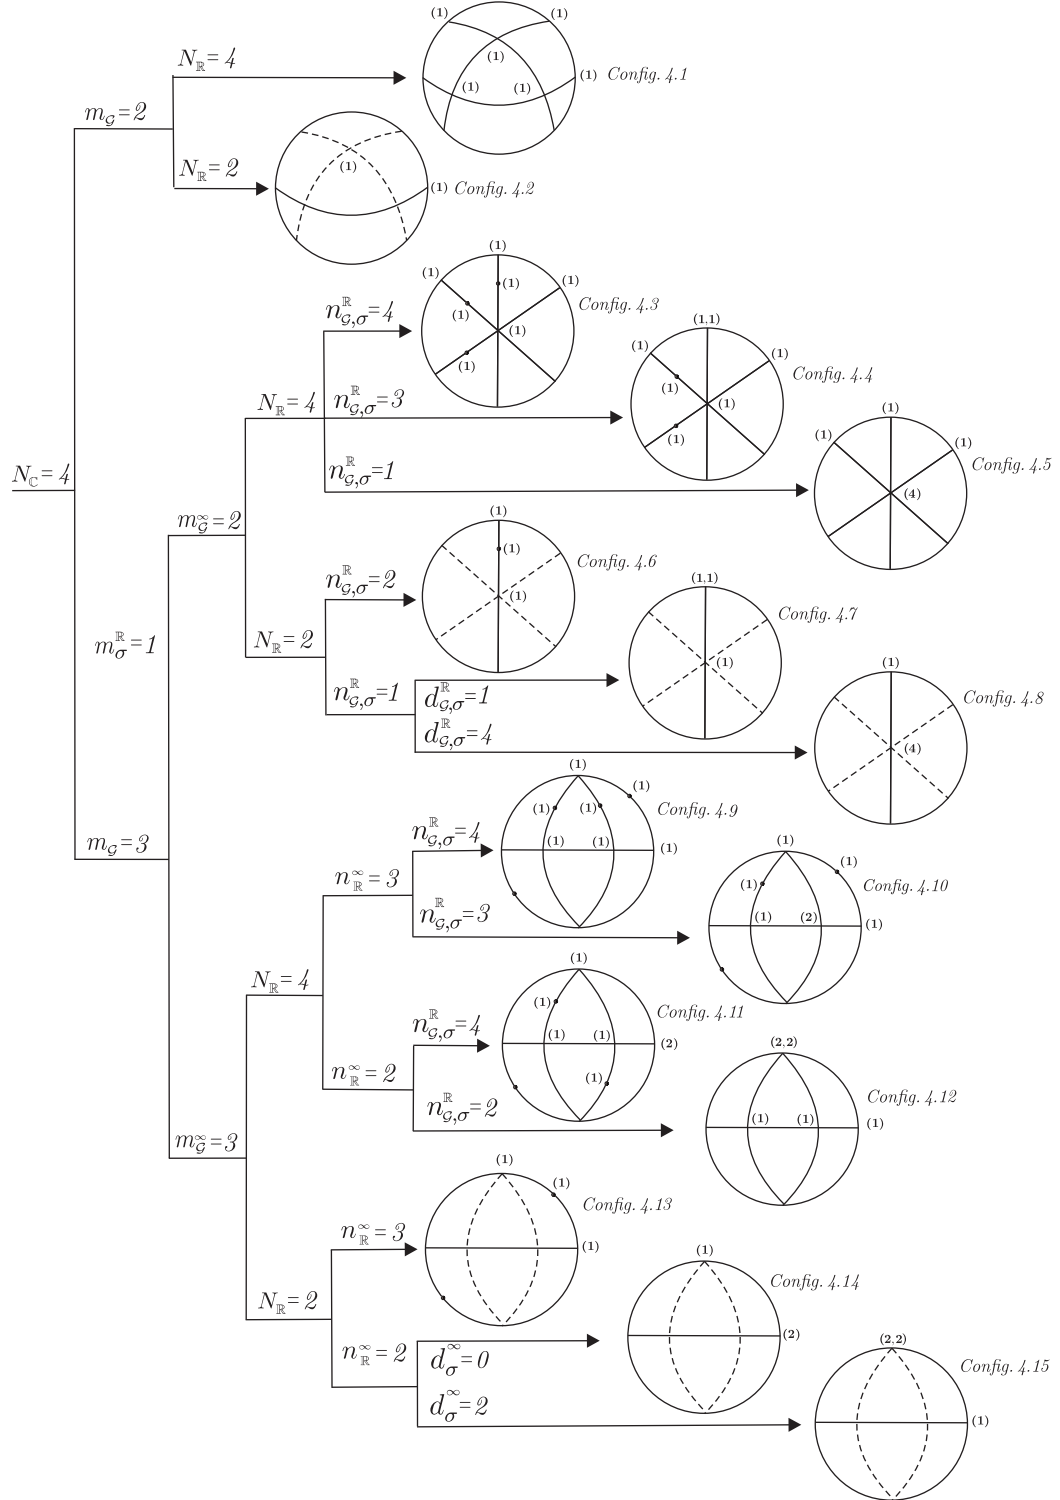 (1) (1)
N_ℝ=4
(1)
(1) Config. 4.1
(1) (1)
m_𝒢=2
N_ℝ=2
(1)
(1) Config. 4.2
(1)
(1) (1)
(1)
n^ℝ_{𝒢,σ}=4
(1) (1)
(1)
Config. 4.3
(1,1)
(1) (1)
Config. 4.4
N_ℝ=4
n^ℝ_{𝒢,σ}=3
(1) (1)
(1)
(1)
(1) (1)
Config. 4.5
N_ℂ=4
n^ℝ_{𝒢,σ}=1
(4)
m^∞_𝒢=2
(1)
(1)
Config. 4.6
n^ℝ_{𝒢,σ}=2
(1)
(1,1)
Config. 4.7
m^ℝ_σ=1
N_ℝ=2
(1)
(1)
n^ℝ_{𝒢,σ}=1
d^ℝ_{𝒢,σ}=1
Config. 4.8
d^ℝ_{𝒢,σ}=4
(4)
(1)
(1)
(1) (1)
Config. 4.9
m_𝒢=3
n^ℝ_{𝒢,σ}=4
(1) (1) (1)
(1)
(1)
n^∞_ℝ=3
(1)
Config. 4.10
n^ℝ_{𝒢,σ}=3
(1) (2) (1)
(1)
N_ℝ=4
(1)
Config. 4.11
n^ℝ_{𝒢,σ}=4
(1) (1) (2)
(2,2)
n^∞_ℝ=2
(1)
Config. 4.12
n^ℝ_{𝒢,σ}=2
(1) (1) (1)
m^∞_𝒢=3
(1)
(1)
Config. 4.13
n^∞_ℝ=3
(1)
(1)
Config. 4.14
N_ℝ=2
(2)
n^∞_ℝ=2
d^∞_σ=0
(2,2)
Config. 4.15
d^∞_σ=2
(1)